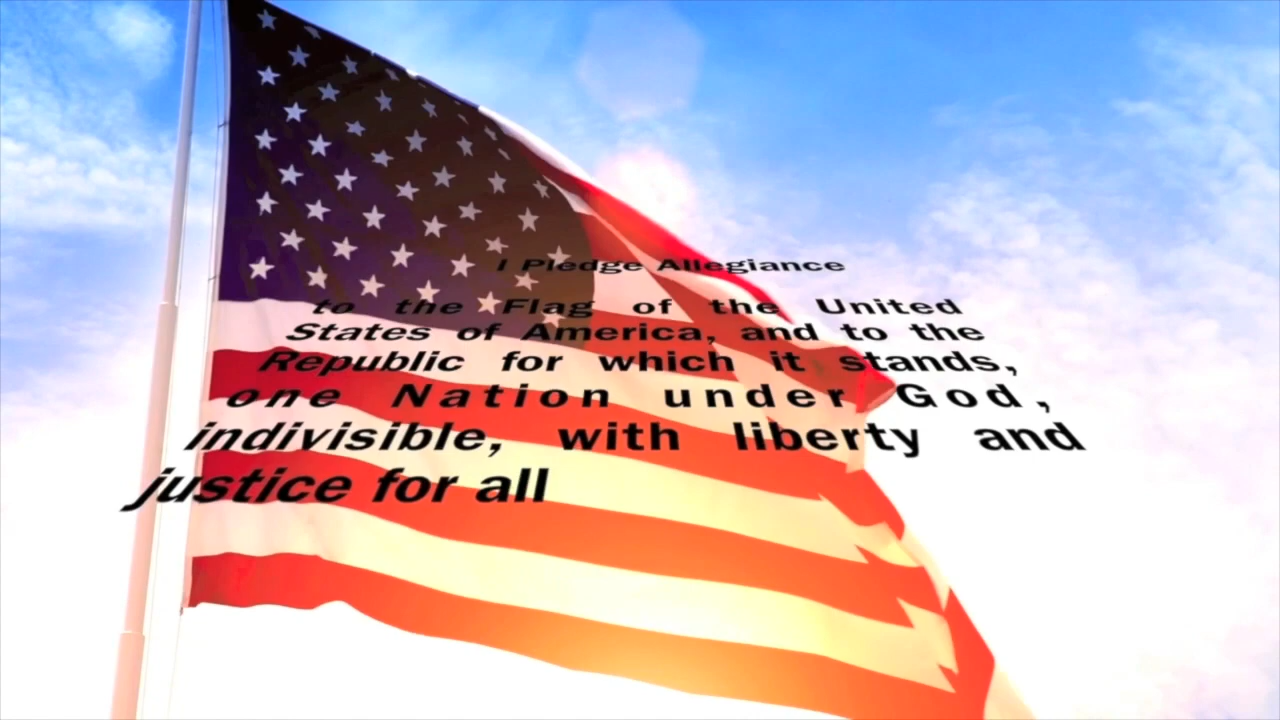 I Pledge Allegiance
to the Flag of the United
States of America, and to the
Republic for which it stands,
one Nation under God,
indivisible, with liberty and
justice for all